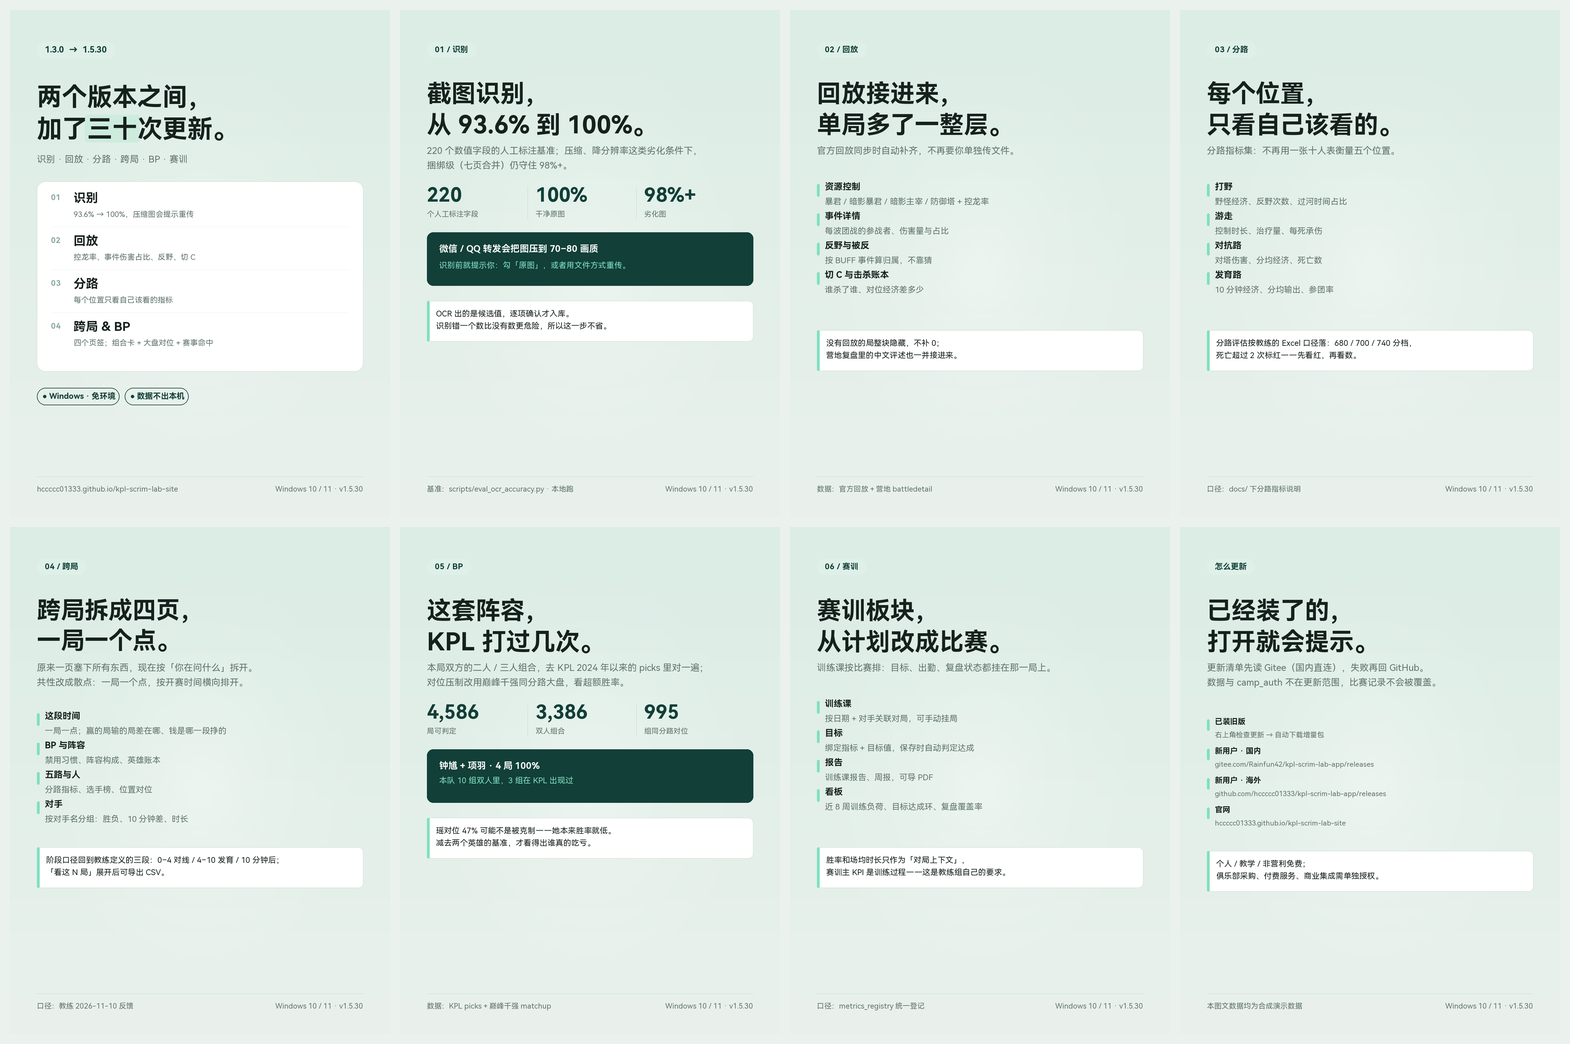 1.3.0 → 1.5.30
两个版本之间，
加了三十次更新。
识别 · 回放 · 分路 · 跨局 · BP · 赛训
01 识别
93.6% → 100%，压缩图会提示重传
02 回放
控龙率、事件伤害占比、反野、切 C
03 分路
每个位置只看自己该看的指标
04 跨局 & BP
四个页签；组合卡 + 大盘对位 + 赛事命中
• Windows · 免环境 • 数据不出本机
hccccc01333.github.io/kpl-scrim-lab-site Windows 10 / 11 · v1.5.30
01 / 识别
截图识别，
从 93.6% 到 100%。
220 个数值字段的人工标注基准；压缩、降分辨率这类劣化条件下，
捆绑级（七页合并）仍守住 98%+。
220 100% 98%+
个人工标注字段 干净原图 劣化图
微信 / QQ 转发会把图压到 70–80 画质
识别前就提示你：勾「原图」，或者用文件方式重传。
OCR 出的是候选值，逐项确认才入库。
识别错一个数比没有数更危险，所以这一步不省。
基准：scripts/eval_ocr_accuracy.py · 本地跑 Windows 10 / 11 · v1.5.30
02 / 回放
回放接进来，
单局多了一整层。
官方回放同步时自动补齐，不再要你单独传文件。
资源控制
暴君 / 暗影暴君 / 暗影主宰 / 防御塔 + 控龙率
事件详情
每波团战的参战者、伤害量与占比
反野与被反
按 BUFF 事件算归属，不靠猜
切 C 与击杀账本
谁杀了谁、对位经济差多少
没有回放的局整块隐藏，不补 0；
营地复盘里的中文评述也一并接进来。
数据：官方回放 + 营地 battledetail Windows 10 / 11 · v1.5.30
03 / 分路
每个位置，
只看自己该看的。
分路指标集：不再用一张十人表衡量五个位置。
打野
野怪经济、反野次数、过河时间占比
游走
控制时长、治疗量、每死承伤
对抗路
对塔伤害、分均经济、死亡数
发育路
10 分钟经济、分均输出、参团率
分路评估按教练的 Excel 口径落：680 / 700 / 740 分档，
死亡超过 2 次标红——先看红，再看数。
口径：docs/ 下分路指标说明 Windows 10 / 11 · v1.5.30
04 / 跨局
跨局拆成四页，
一局一个点。
原来一页塞下所有东西，现在按「你在问什么」拆开。
共性改成散点：一局一个点，按开赛时间横向排开。
这段时间
一局一点；赢的局输的局差在哪、钱是哪一段挣的
BP 与阵容
禁用习惯、阵容构成、英雄账本
五路与人
分路指标、选手榜、位置对位
对手
按对手名分组：胜负、10 分钟差、时长
阶段口径回到教练定义的三段：0–4 对线 / 4–10 发育 / 10 分钟后；
「看这 N 局」展开后可导出 CSV。
口径：教练 2026-11-10 反馈 Windows 10 / 11 · v1.5.30
05 / BP
这套阵容，
KPL 打过几次。
本局双方的二人 / 三人组合，去 KPL 2024 年以来的 picks 里对一遍；
对位压制改用巅峰千强同分路大盘，看超额胜率。
4,586 3,386 995
局可判定 双人组合 组同分路对位
钟馗 + 项羽 · 4 局 100%
本队 10 组双人里，3 组在 KPL 出现过
瑶对位 47% 可能不是被克制——她本来胜率就低。
减去两个英雄的基准，才看得出谁真的吃亏。
数据：KPL picks + 巅峰千强 matchup Windows 10 / 11 · v1.5.30
06 / 赛训
赛训板块，
从计划改成比赛。
训练课按比赛排：目标、出勤、复盘状态都挂在那一局上。
训练课
按日期 + 对手关联对局，可手动挂局
目标
绑定指标 + 目标值，保存时自动判定达成
报告
训练课报告、周报，可导 PDF
看板
近 8 周训练负荷、目标达成环、复盘覆盖率
胜率和场均时长只作为「对局上下文」，
赛训主 KPI 是训练过程——这是教练组自己的要求。
口径：metrics_registry 统一登记 Windows 10 / 11 · v1.5.30
怎么更新
已经装了的，
打开就会提示。
更新清单先读 Gitee（国内直连），失败再回 GitHub。
数据与 camp_auth 不在更新范围，比赛记录不会被覆盖。
已装旧版
右上角检查更新 → 自动下载增量包
新用户 · 国内
gitee.com/Rainfun42/kpl-scrim-lab-app/releases
新用户 · 海外
github.com/hccccc01333/kpl-scrim-lab-app/releases
官网
hccccc01333.github.io/kpl-scrim-lab-site
个人 / 教学 / 非营利免费；
俱乐部采购、付费服务、商业集成需单独授权。
本图文数据均为合成演示数据 Windows 10 / 11 · v1.5.30